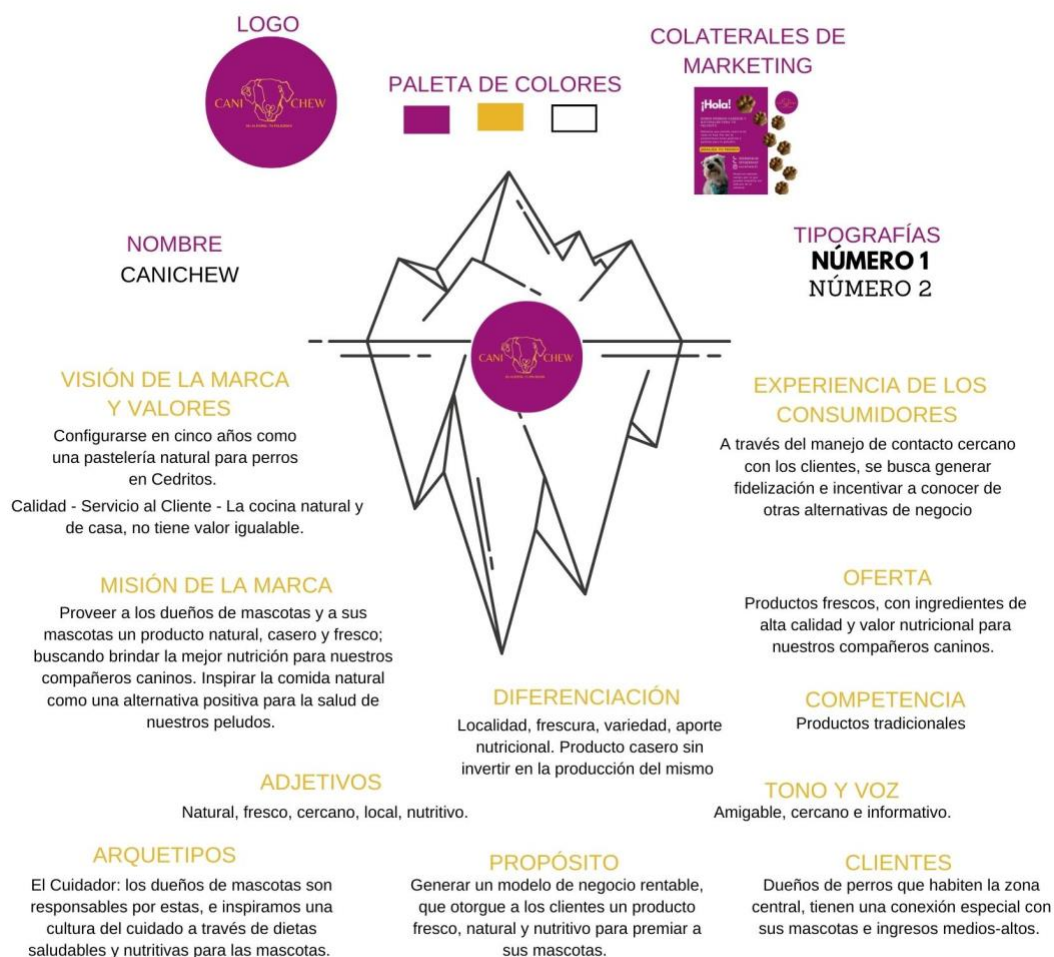 LOGO
CANI CHEW
PALETA DE COLORES
COLATERALES DE
MARKETING
¡Hola!
NOMBRE
CANICHEW
TIPOGRAFÍAS
NÚMERO 1
NÚMERO 2
CANI CHEW
VISIÓN DE LA MARCA
Y VALORES
Configurarse en cinco años como
una pastelería natural para perros
en Cedritos.
Calidad - Servicio al Cliente - La cocina natural y
de casa, no tiene valor igualable.
EXPERIENCIA DE LOS
CONSUMIDORES
A través del manejo de contacto cercano
con los clientes, se busca generar
fidelización e incentivar a conocer de
otras alternativas de negocio
MISIÓN DE LA MARCA
Proveer a los dueños de mascotas y a sus
mascotas un producto natural, casero y fresco;
buscando brindar la mejor nutrición para nuestros
compañeros caninos. Inspirar la comida natural
como una alternativa positiva para la salud de
nuestros peludos.
OFERTA
Productos frescos, con ingredientes de
alta calidad y valor nutricional para
nuestros compañeros caninos.
DIFERENCIACIÓN
Localidad, frescura, variedad, aporte
nutricional. Producto casero sin
invertir en la producción del mismo
COMPETENCIA
Productos tradicionales
ADJETIVOS
Natural, fresco, cercano, local, nutritivo.
TONO Y VOZ
Amigable, cercano e informativo.
ARQUETIPOS
El Cuidador: los dueños de mascotas son
responsables por estas, e inspiramos una
cultura del cuidado a través de dietas
saludables y nutritivas para las mascotas.
PROPÓSITO
Generar un modelo de negocio rentable,
que otorgue a los clientes un producto
fresco, natural y nutritivo para premiar a
sus mascotas.
CLIENTES
Dueños de perros que habiten la zona
central, tienen una conexión especial con
sus mascotas e ingresos medios-altos.